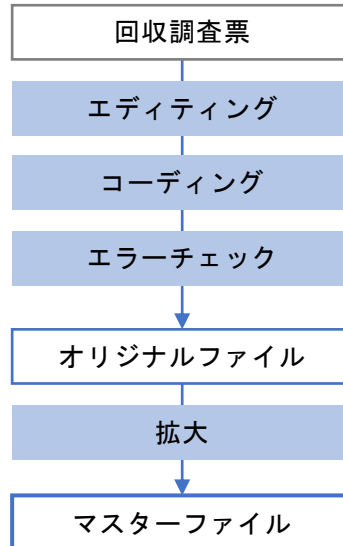 回収調査票
エディティング
コーディング
エラーチェック
オリジナルファイル
拡大
マスターファイル